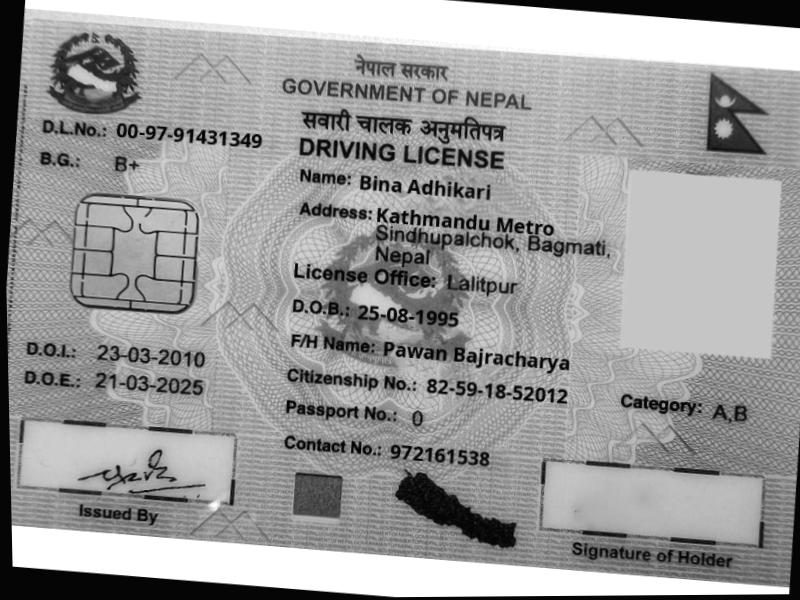 नेपाल सरकार
GOVERNMENT OF NEPAL
सवारी चालक अनुमतिपत्र
DRIVING LICENSE
D.L.No.: 00-97-91431349
B.G.: B+
Name: Bina Adhikari
Address: Kathmandu Metro
Sindhupalchok, Bagmati,
Nepal
License Office: Lalitpur
D.O.B.: 25-08-1995
F/H Name: Pawan Bajracharya
D.O.I.: 23-03-2010
D.O.E.: 21-03-2025
Citizenship No.: 82-59-18-52012
Category: A,B
Passport No.: 0
Contact No.: 972161538
Issued By
Signature of Holder